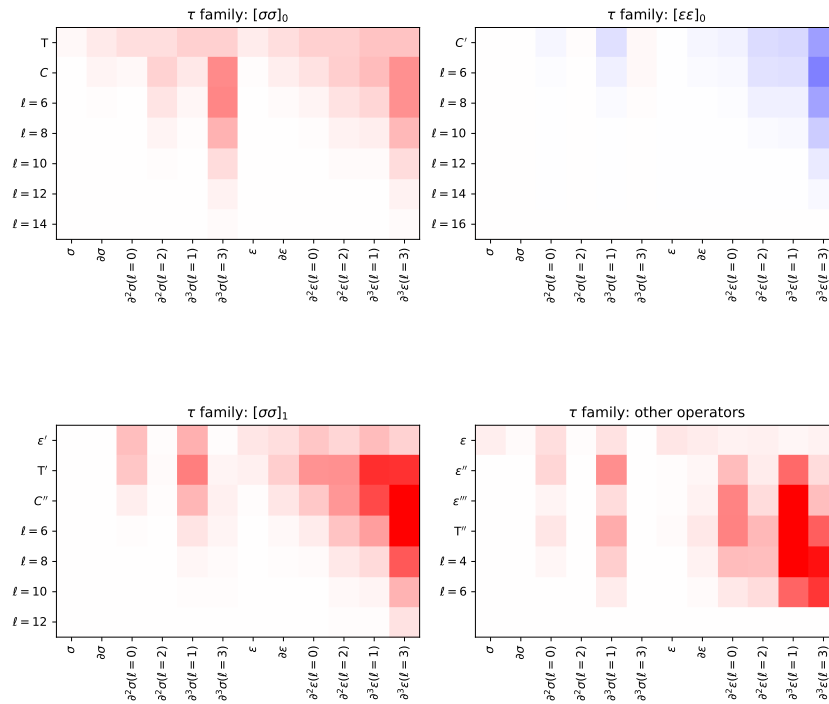 τ family: [σσ]₀
T
C
ℓ = 6
ℓ = 8
ℓ = 10
ℓ = 12
ℓ = 14
σ
∂σ
∂²σ(ℓ = 0)
∂²σ(ℓ = 2)
∂³σ(ℓ = 1)
∂³σ(ℓ = 3)
ε
∂ε
∂²ε(ℓ = 0)
∂²ε(ℓ = 2)
∂³ε(ℓ = 1)
∂³ε(ℓ = 3)
τ family: [εε]₀
C′
ℓ = 6
ℓ = 8
ℓ = 10
ℓ = 12
ℓ = 14
ℓ = 16
σ
∂σ
∂²σ(ℓ = 0)
∂²σ(ℓ = 2)
∂³σ(ℓ = 1)
∂³σ(ℓ = 3)
ε
∂ε
∂²ε(ℓ = 0)
∂²ε(ℓ = 2)
∂³ε(ℓ = 1)
∂³ε(ℓ = 3)
τ family: [σσ]₁
ε′
T′
C″
ℓ = 6
ℓ = 8
ℓ = 10
ℓ = 12
σ
∂σ
∂²σ(ℓ = 0)
∂²σ(ℓ = 2)
∂³σ(ℓ = 1)
∂³σ(ℓ = 3)
ε
∂ε
∂²ε(ℓ = 0)
∂²ε(ℓ = 2)
∂³ε(ℓ = 1)
∂³ε(ℓ = 3)
τ family: other operators
ε
ε″
ε‴
T″
ℓ = 4
ℓ = 6
σ
∂σ
∂²σ(ℓ = 0)
∂²σ(ℓ = 2)
∂³σ(ℓ = 1)
∂³σ(ℓ = 3)
ε
∂ε
∂²ε(ℓ = 0)
∂²ε(ℓ = 2)
∂³ε(ℓ = 1)
∂³ε(ℓ = 3)